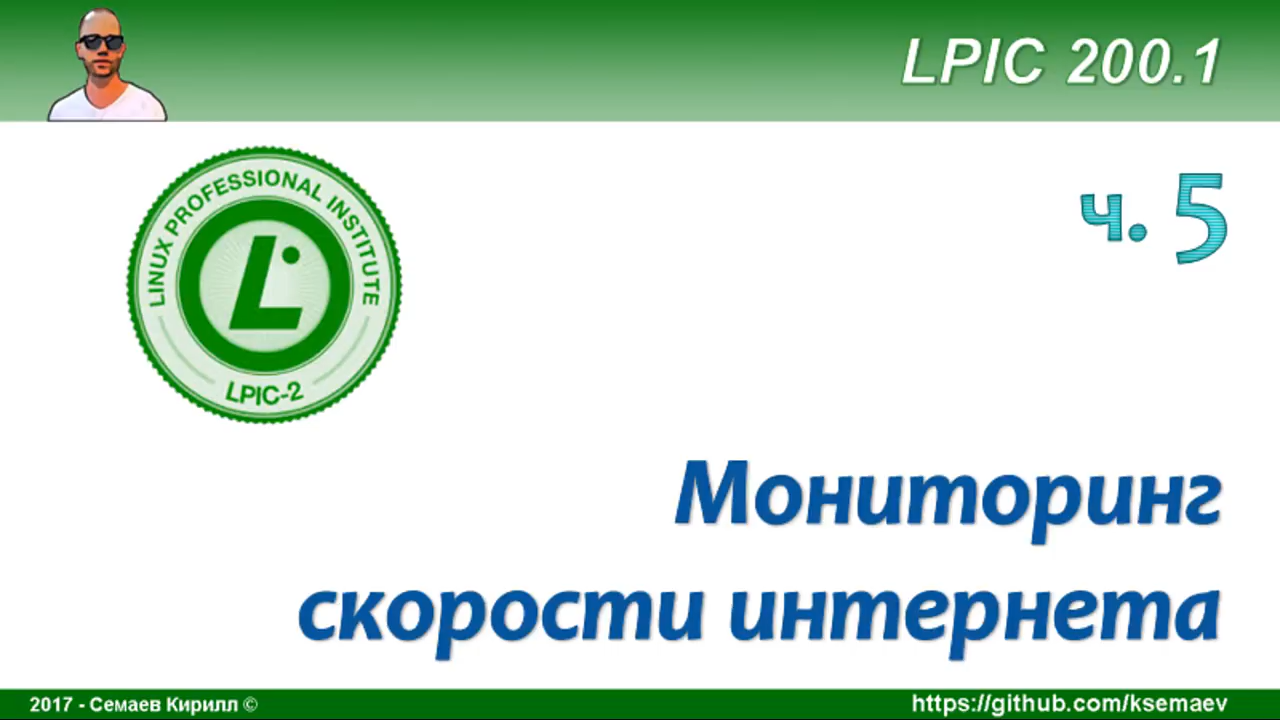 LPIC 200.1
ч. 5
LINUX PROFESSIONAL INSTITUTE
L
LPIC-2
Мониторинг
скорости интернета
2017 - Семаев Кирилл ©
https://github.com/ksemaev